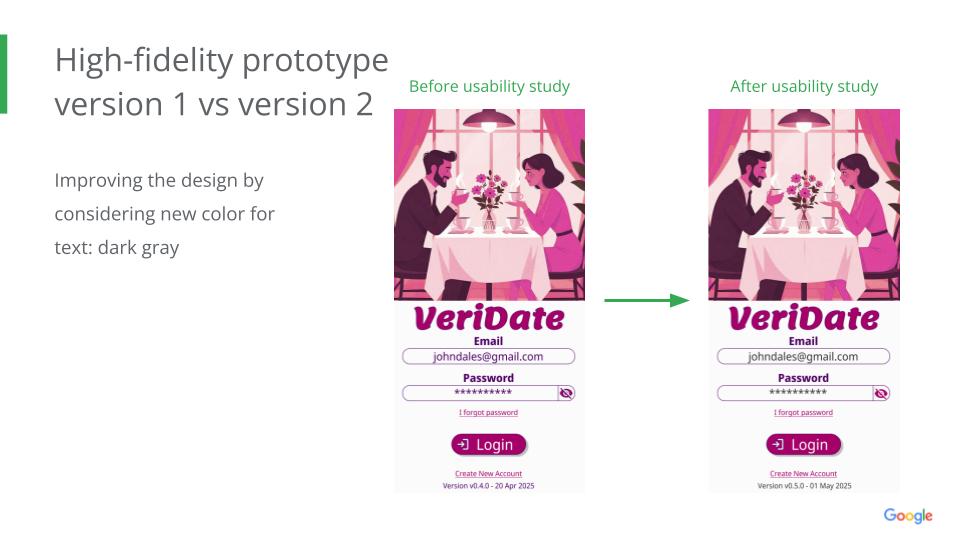 High-fidelity prototype
version 1 vs version 2
Improving the design by
considering new color for
text: dark gray
Before usability study
VeriDate
Email
johndales@gmail.com
Password
**********
I forgot password
Login
Create New Account
Version v0.4.0 - 20 Apr 2025
After usability study
VeriDate
Email
johndales@gmail.com
Password
**********
I forgot password
Login
Create New Account
Version v0.5.0 - 01 May 2025
Google